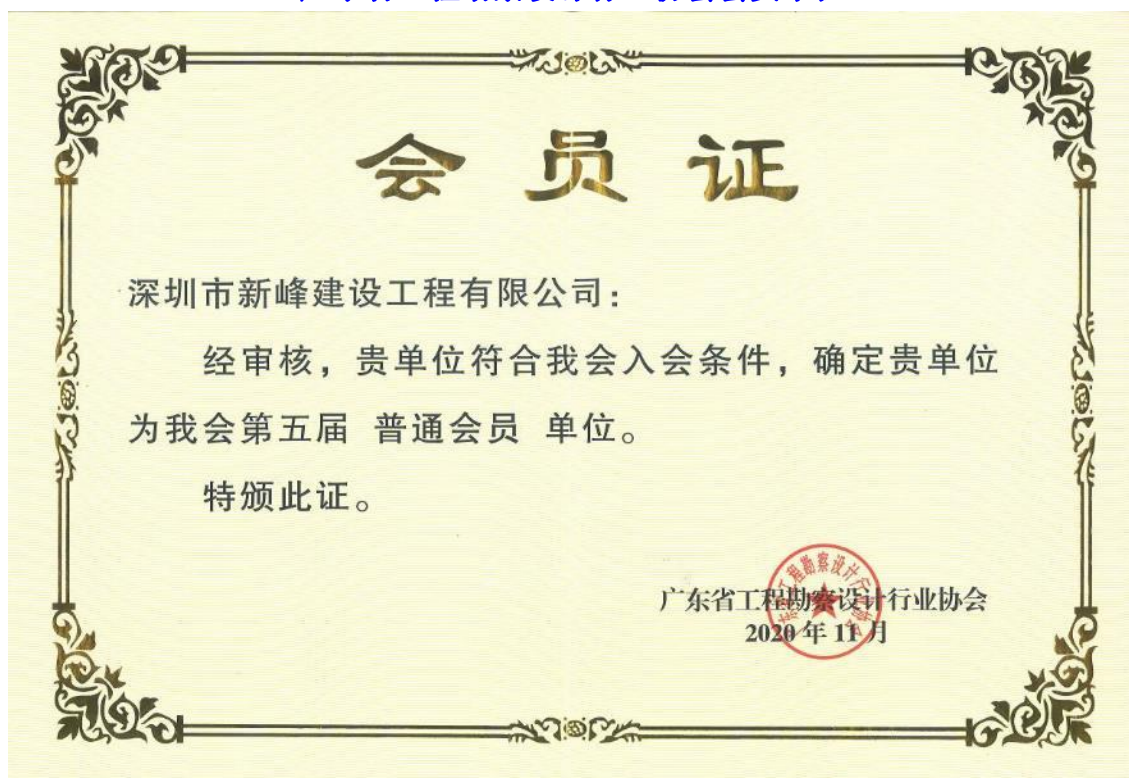 会员证
深圳市新峰建设工程有限公司：
经审核，贵单位符合我会入会条件，确定贵单位
为我会第五届 普通会员 单位。
特颁此证。
广东省工程勘察设计行业协会
2020年11月